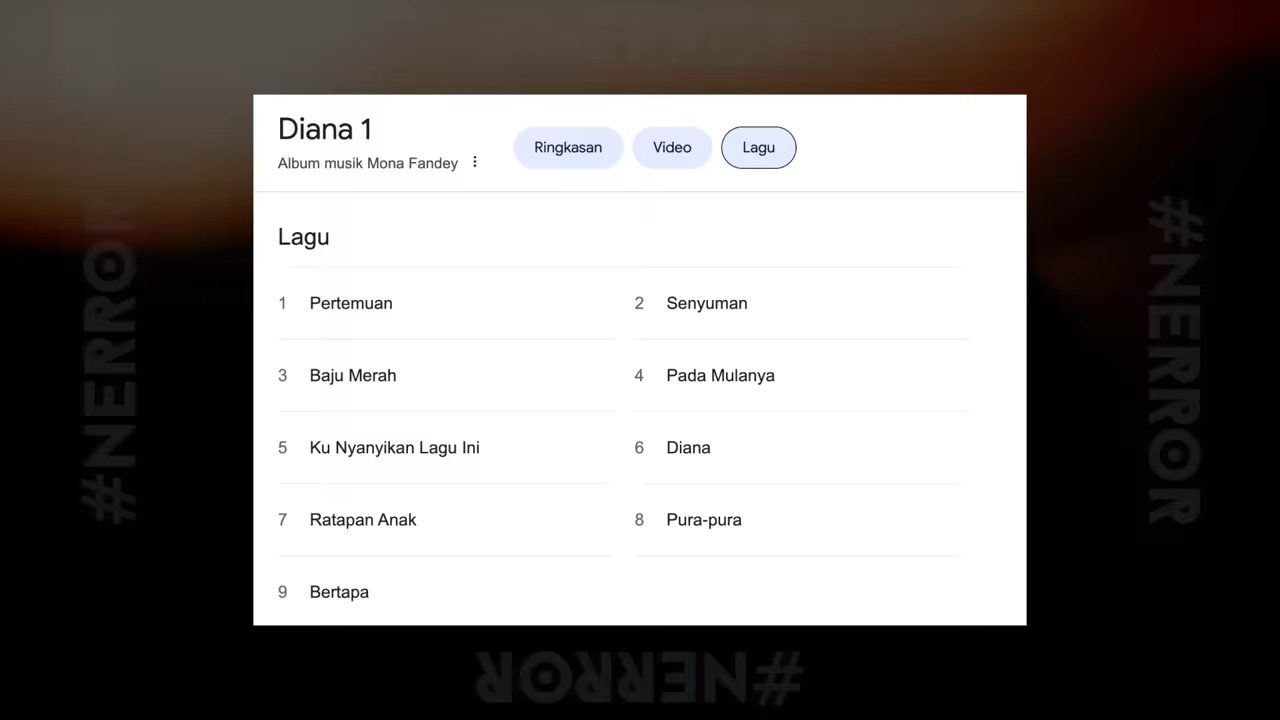 Diana 1
Album musik Mona Fandey
Ringkasan
Video
Lagu
Lagu
1 Pertemuan
2 Senyuman
3 Baju Merah
4 Pada Mulanya
5 Ku Nyanyikan Lagu Ini
6 Diana
7 Ratapan Anak
8 Pura-pura
9 Bertapa
#NERROR
#NERROR
#NERROR